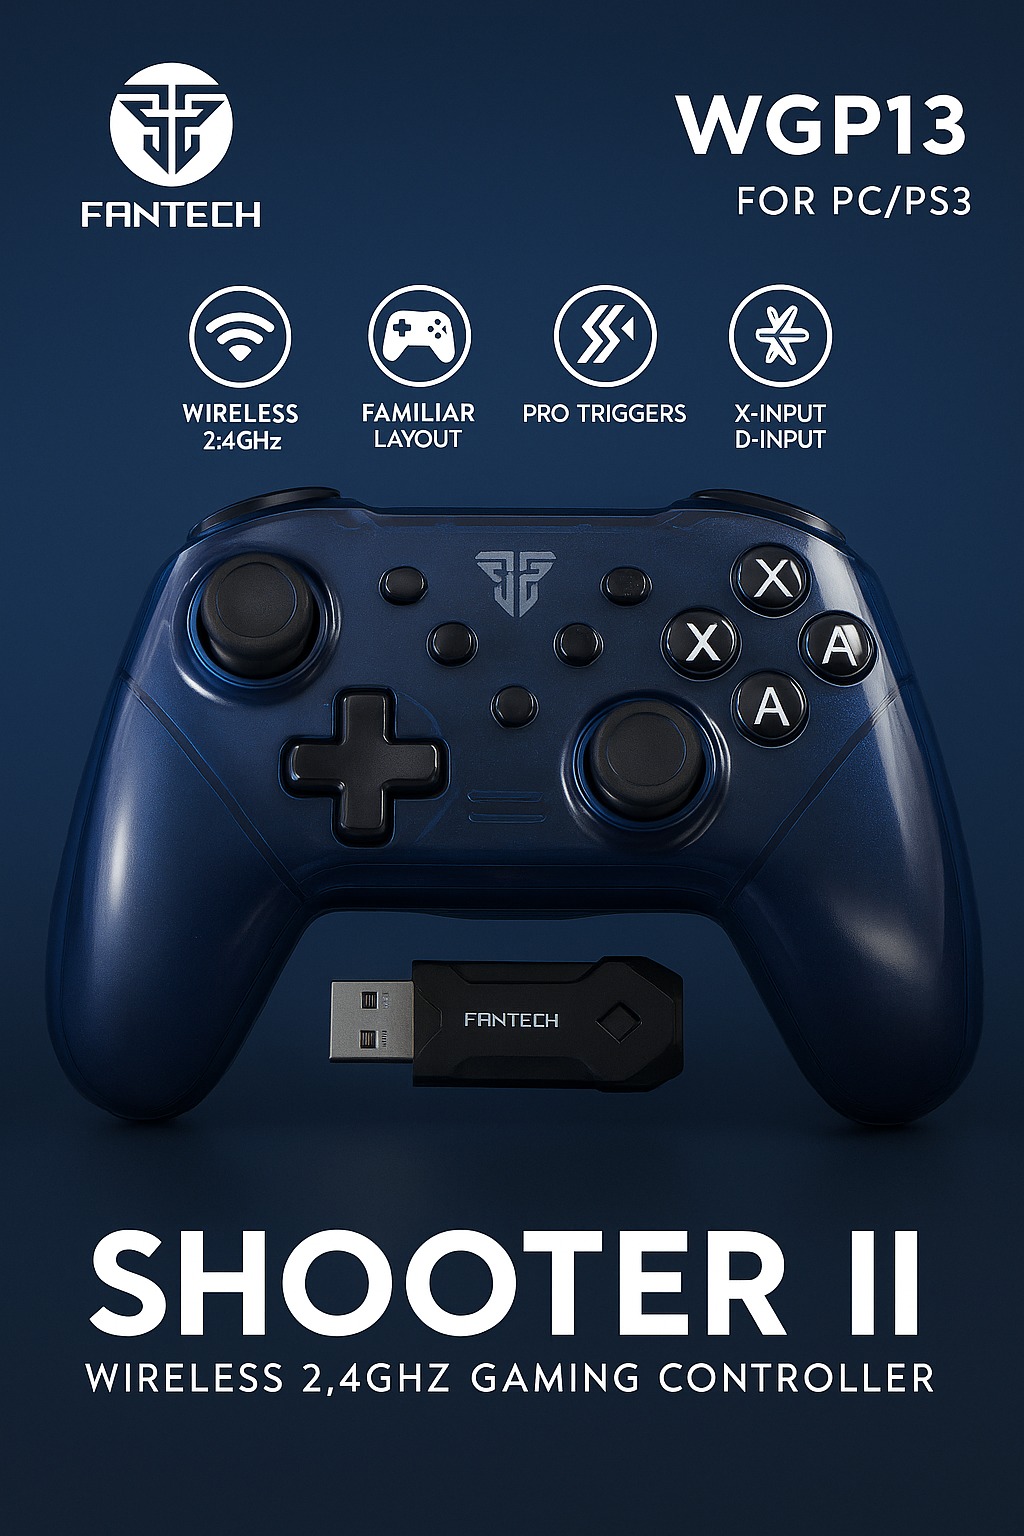 FANTECH
WGP13
FOR PC/PS3
WIRELESS
2:4GHz
FAMILIAR
LAYOUT
PRO TRIGGERS
X-INPUT
D-INPUT
X
X
A
A
FANTECH
SHOOTER II
WIRELESS 2,4GHZ GAMING CONTROLLER